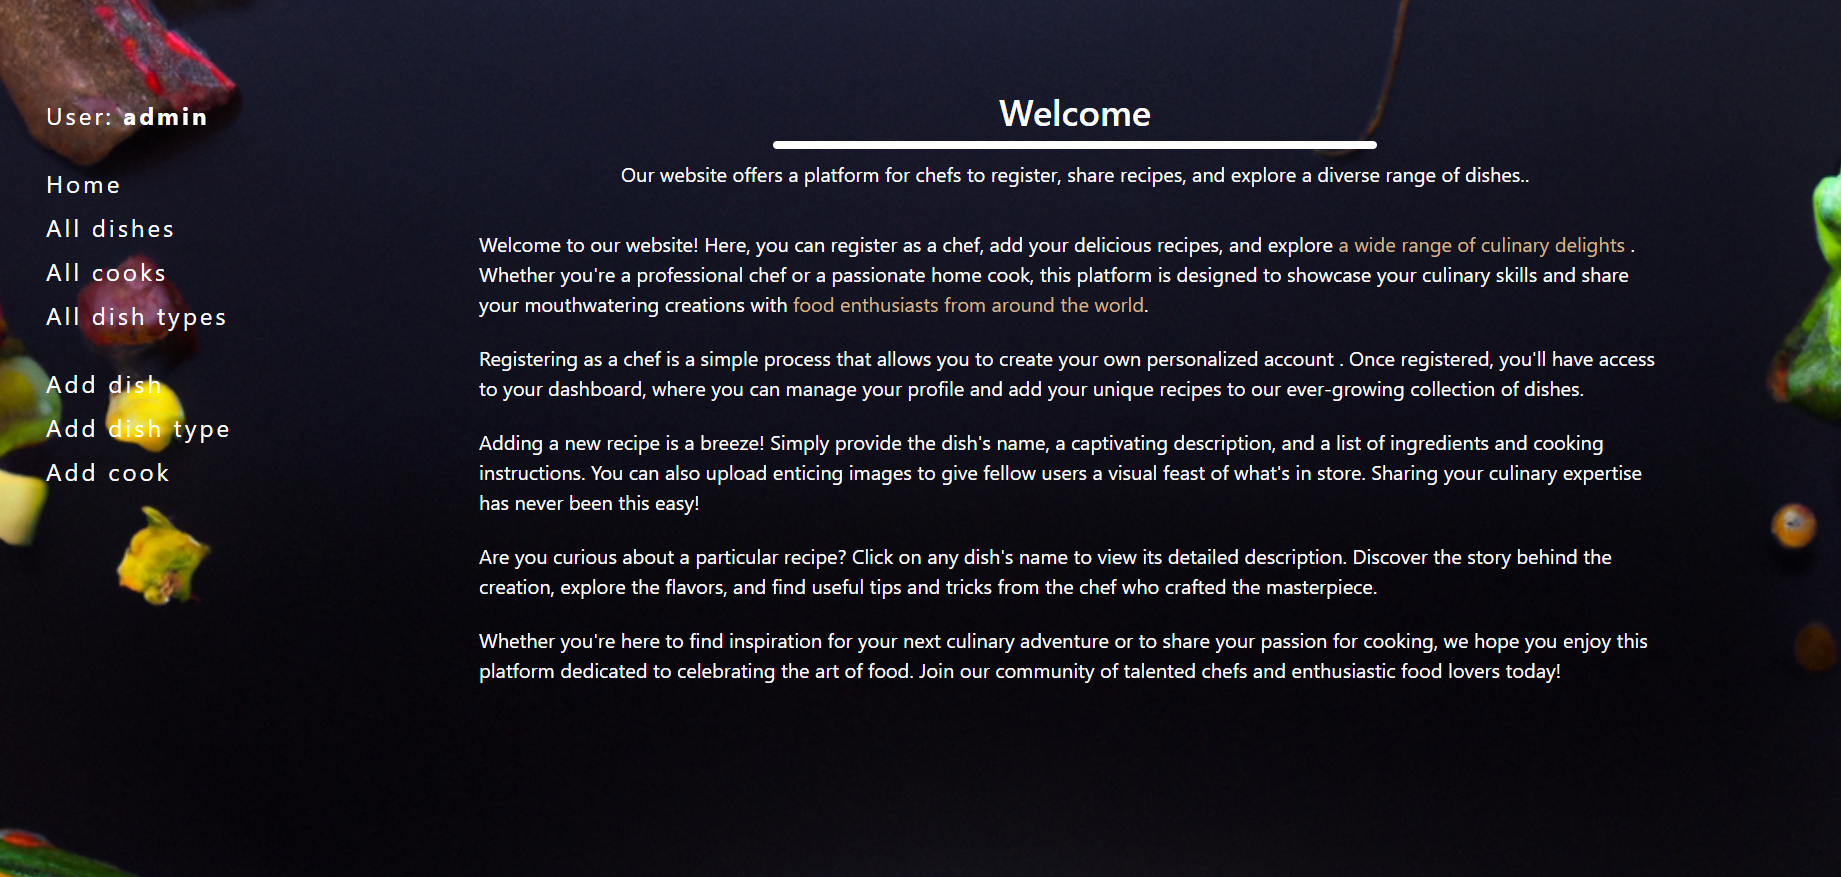 User: admin
Home
All dishes
All cooks
All dish types
Add dish
Add dish type
Add cook
Welcome
Our website offers a platform for chefs to register, share recipes, and explore a diverse range of dishes..
Welcome to our website! Here, you can register as a chef, add your delicious recipes, and explore a wide range of culinary delights .
Whether you're a professional chef or a passionate home cook, this platform is designed to showcase your culinary skills and share
your mouthwatering creations with food enthusiasts from around the world.
Registering as a chef is a simple process that allows you to create your own personalized account . Once registered, you'll have access
to your dashboard, where you can manage your profile and add your unique recipes to our ever-growing collection of dishes.
Adding a new recipe is a breeze! Simply provide the dish's name, a captivating description, and a list of ingredients and cooking
instructions. You can also upload enticing images to give fellow users a visual feast of what's in store. Sharing your culinary expertise
has never been this easy!
Are you curious about a particular recipe? Click on any dish's name to view its detailed description. Discover the story behind the
creation, explore the flavors, and find useful tips and tricks from the chef who crafted the masterpiece.
Whether you're here to find inspiration for your next culinary adventure or to share your passion for cooking, we hope you enjoy this
platform dedicated to celebrating the art of food. Join our community of talented chefs and enthusiastic food lovers today!